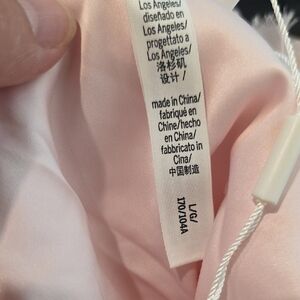 Los Angeles/
diseñado en
Los Angeles/
progettato a
Los Angeles/
洛杉矶
设计 /
made in China/
fabriqué en
Chine/hecho
en China/
fabbricato in
Cina/
中国制造
L/G/
170/104A